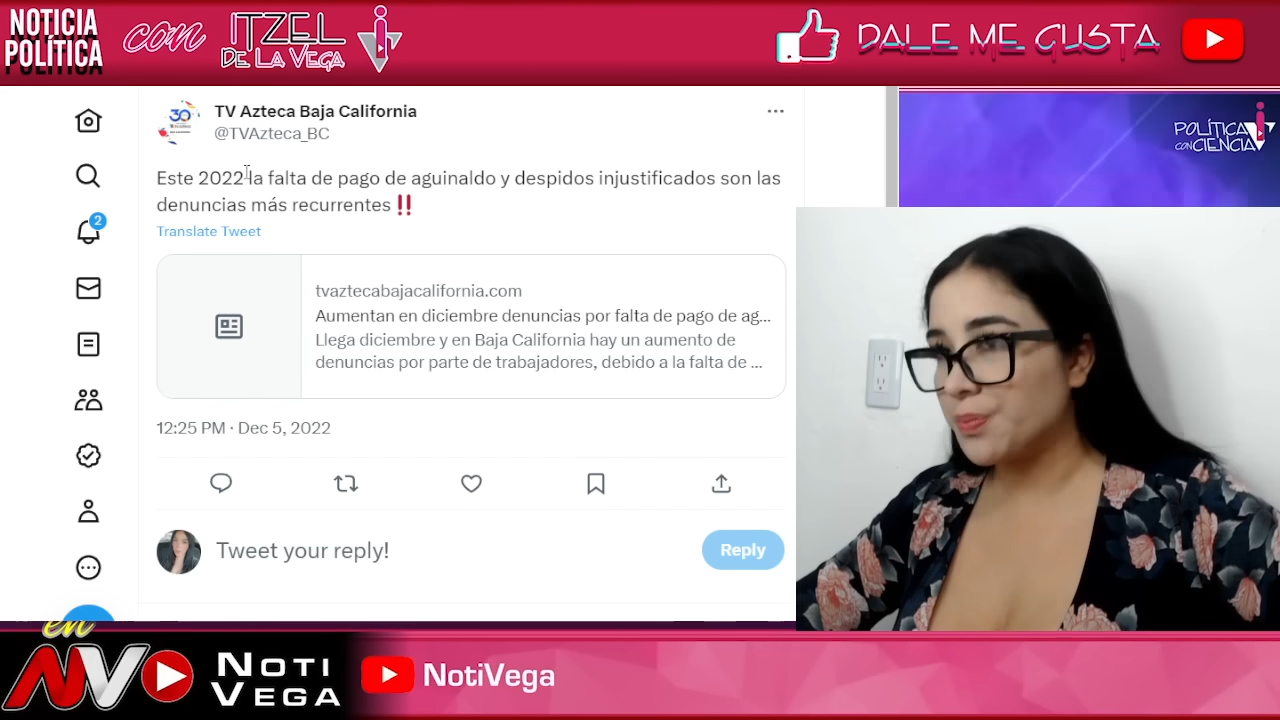 NOTICIA
POLÍTICA
con
ITZEL
DE LA VEGA
DALE ME GUSTA
TV Azteca Baja California
@TVAzteca_BC
Este 2022 la falta de pago de aguinaldo y despidos injustificados son las
denuncias más recurrentes ‼️
Translate Tweet
tvaztecabajacalifornia.com
Aumentan en diciembre denuncias por falta de pago de ag...
Llega diciembre y en Baja California hay un aumento de
denuncias por parte de trabajadores, debido a la falta de ...
12:25 PM · Dec 5, 2022
Tweet your reply!
Reply
2
30
POLÍTICA
CON CIENCIA
en
NV
NOTI
VEGA
NotiVega